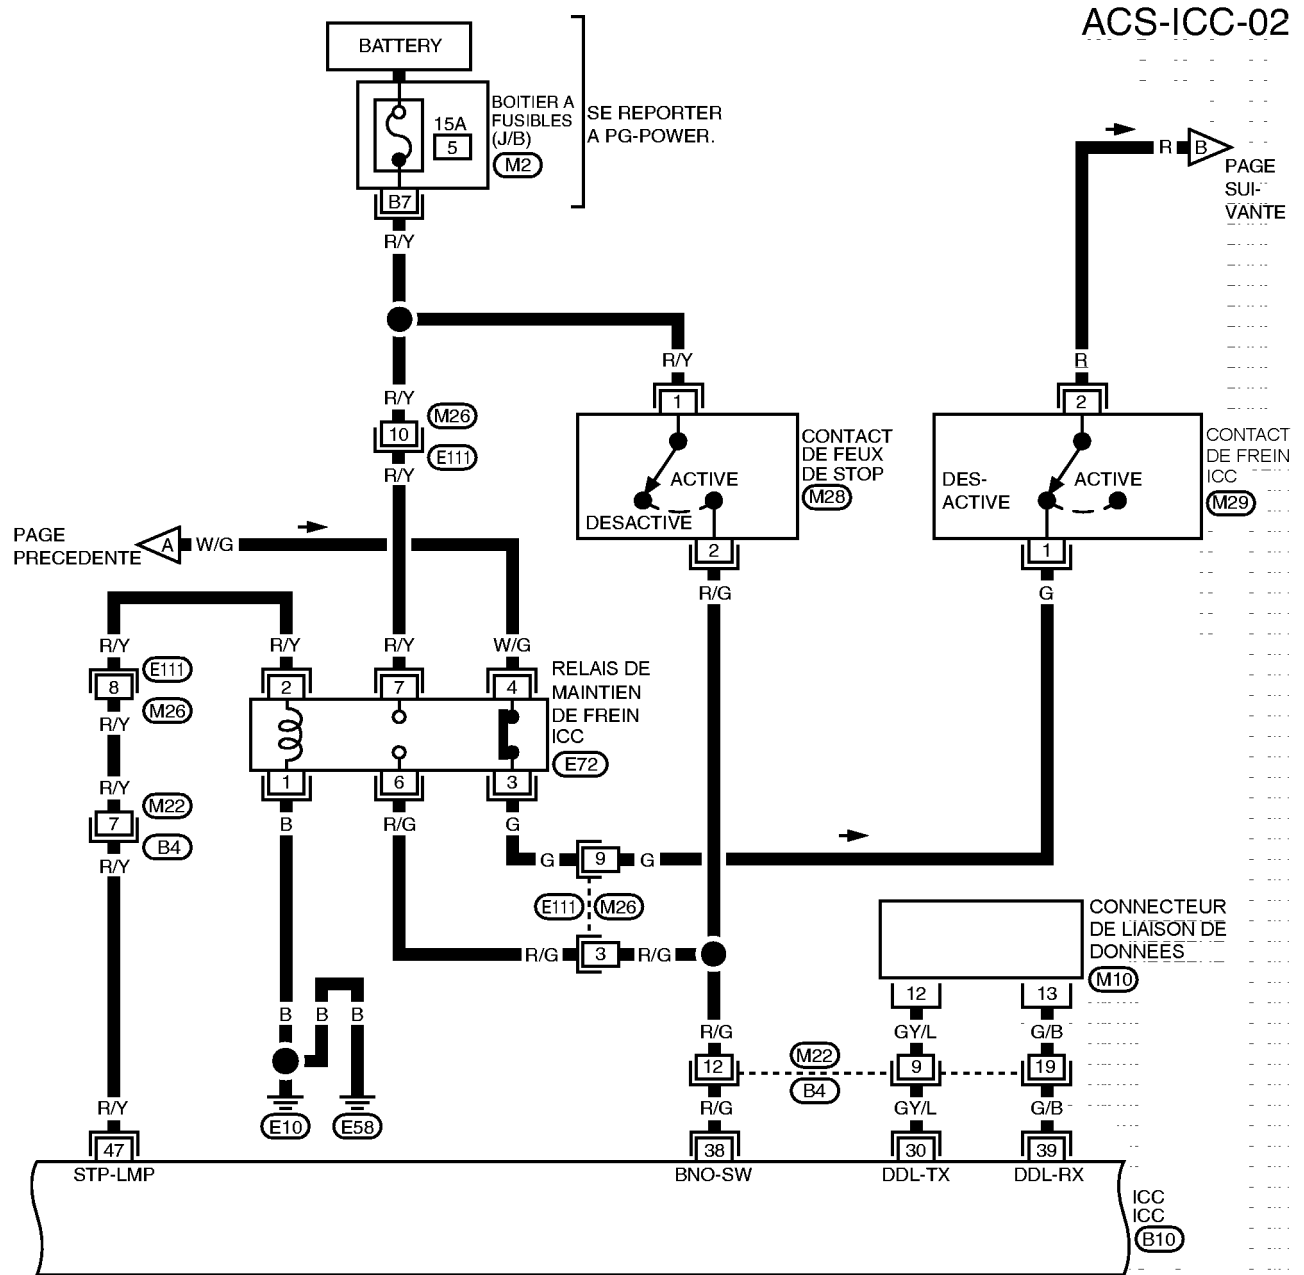 ACS-ICC-02
BATTERY
15A
5
BOITIER A
FUSIBLES
(J/B)
M2
SE REPORTER
A PG-POWER.
B7
R/Y
R
B
PAGE
SUI-
VANTE
R/Y
R
R/Y
1
2
10
M26
E111
R/Y
CONTACT
DE FEUX
DE STOP
M28
ACTIVE
DESACTIVE
CONTACT
DE FREIN
ICC
M29
DES-
ACTIVE
ACTIVE
PAGE
PRECEDENTE
A
W/G
2
1
R/G
G
R/Y
R/Y
R/Y
W/G
8
E111
M26
2
7
4
RELAIS DE
MAINTIEN
DE FREIN
ICC
E72
R/Y
1
6
3
R/Y
7
M22
B4
B
R/G
G
R/Y
G
9
G
E111
M26
R/G
3
R/G
CONNECTEUR
DE LIAISON DE
DONNEES
M10
12
13
B
B
B
R/G
GY/L
G/B
12
M22
B4
9
19
R/Y
E10
E58
R/G
GY/L
G/B
47
38
30
39
STP-LMP
BNO-SW
DDL-TX
DDL-RX
ICC
ICC
B10